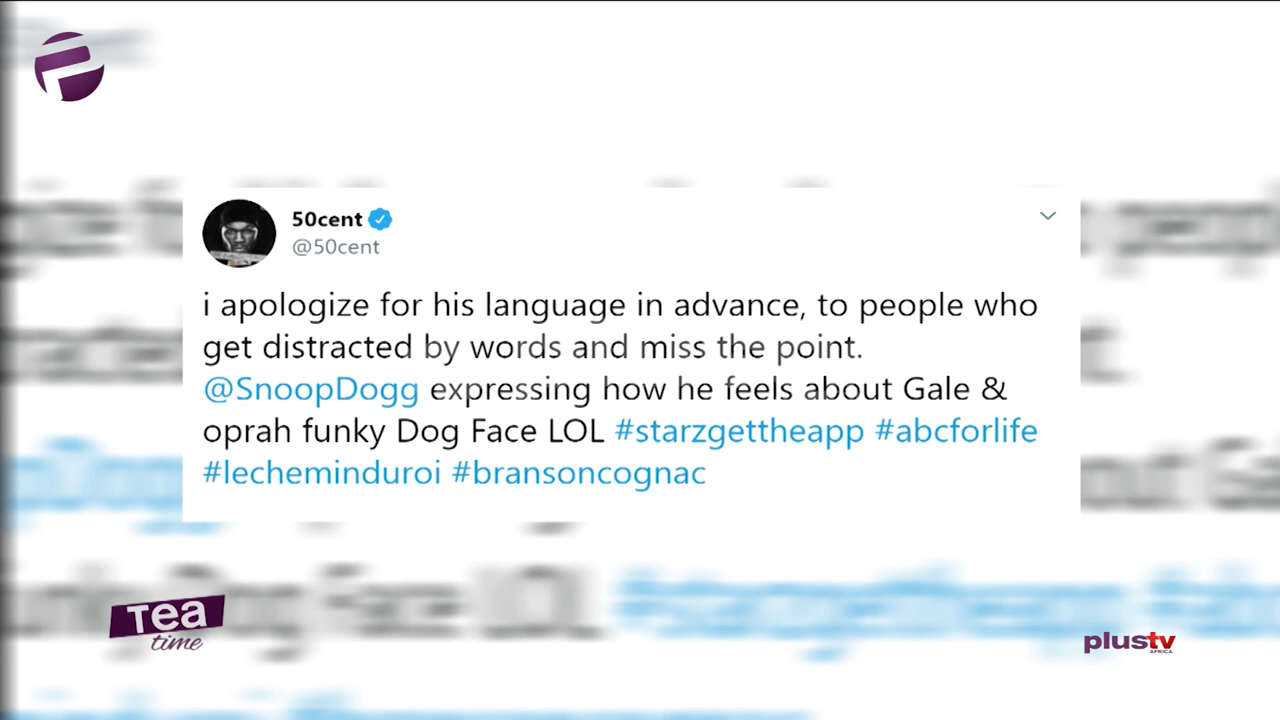 50cent
@50cent
i apologize for his language in advance, to people who
get distracted by words and miss the point.
@SnoopDogg expressing how he feels about Gale &
oprah funky Dog Face LOL #starzgettheapp #abcforlife
#lecheminduroi #bransoncognac
Tea
time
plustv
AFRICA